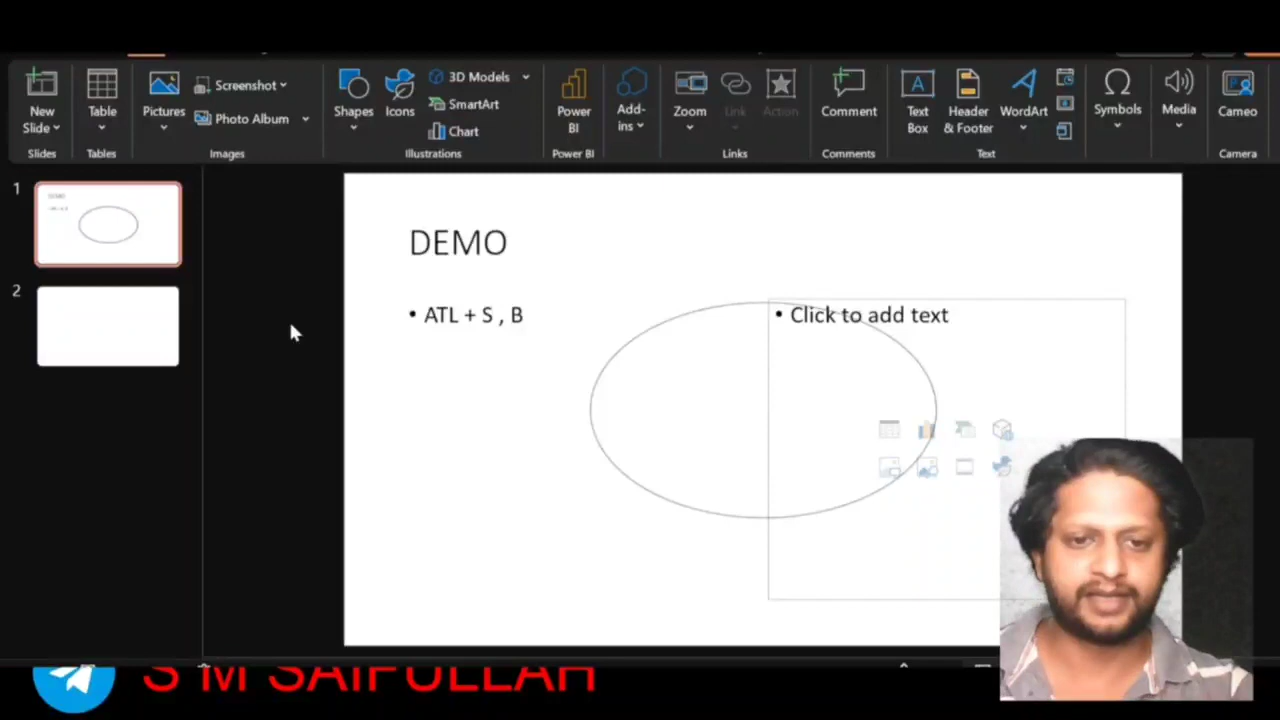 New
Slide
Table
Pictures
Screenshot
Photo Album
Shapes
Icons
3D Models
SmartArt
Chart
Power
BI
Add-
ins
Zoom
Link
Action
Comment
Text
Box
Header
& Footer
WordArt
Symbols
Media
Cameo
Slides
Tables
Images
Illustrations
Power BI
Links
Comments
Text
Camera
1
DEMO
2
DEMO
• ATL + S , B
• Click to add text
S M SAIFULLAH